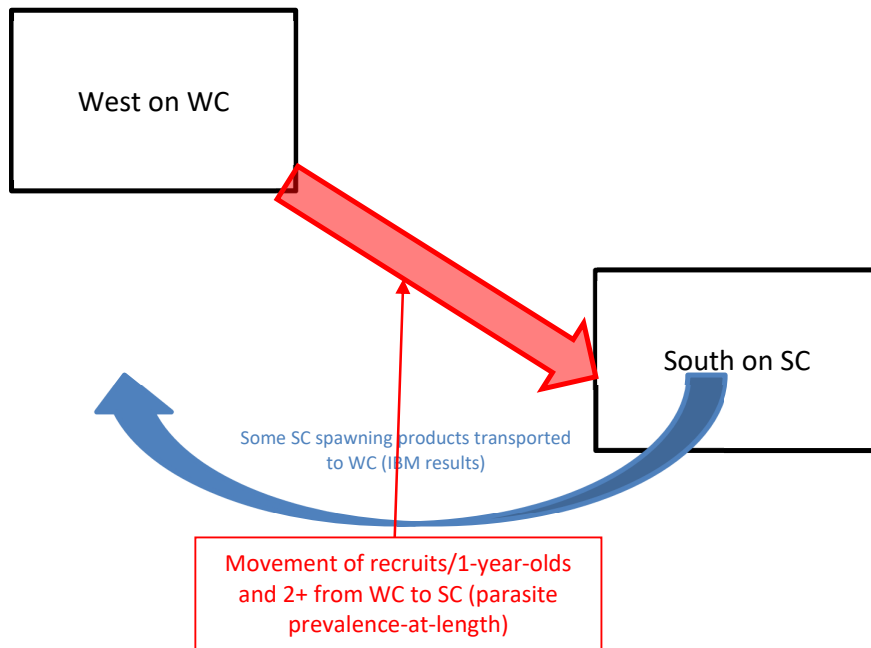 West on WC
South on SC
Some SC spawning products transported
to WC (IBM results)
Movement of recruits/1-year-olds
and 2+ from WC to SC (parasite
prevalence-at-length)